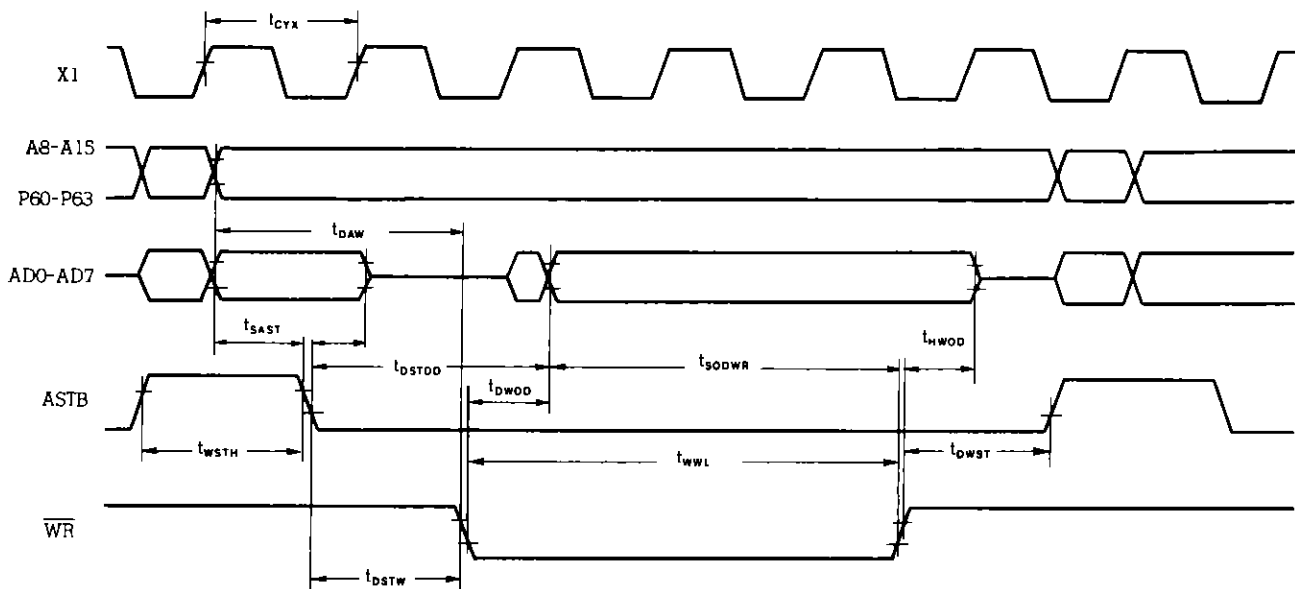 tCYX
X1
A8-A15
P60-P63
tDAW
AD0-AD7
tSAST
tHWOD
tDSTOD
tSODWR
tDWOD
ASTB
tWSTH
tWWL
tDWST
WR
tDSTW